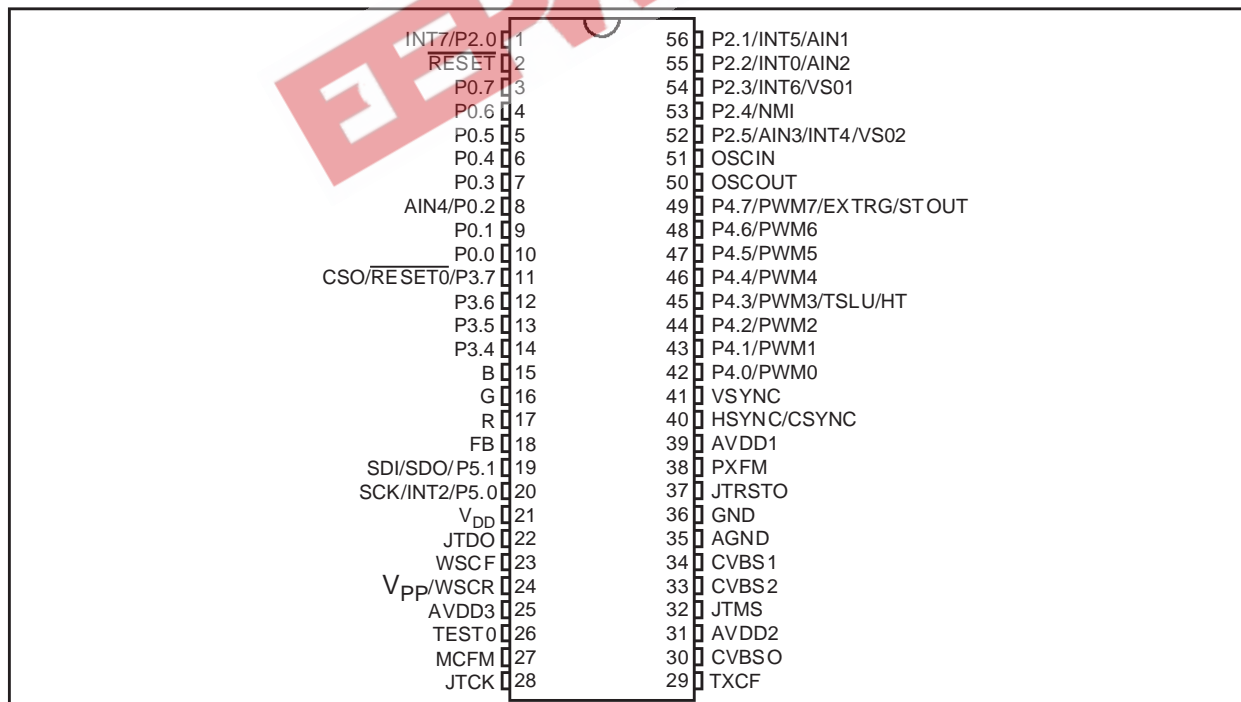 INT7/P2.0 1 56 P2.1/INT5/AIN1
RESET 2 55 P2.2/INT0/AIN2
P0.7 3 54 P2.3/INT6/VS01
P0.6 4 53 P2.4/NMI
P0.5 5 52 P2.5/AIN3/INT4/VS02
P0.4 6 51 OSCIN
P0.3 7 50 OSCOUT
AIN4/P0.2 8 49 P4.7/PWM7/EXTRG/STOUT
P0.1 9 48 P4.6/PWM6
P0.0 10 47 P4.5/PWM5
CSO/RESET0/P3.7 11 46 P4.4/PWM4
P3.6 12 45 P4.3/PWM3/TSLU/HT
P3.5 13 44 P4.2/PWM2
P3.4 14 43 P4.1/PWM1
B 15 42 P4.0/PWM0
G 16 41 VSYNC
R 17 40 HSYNC/CSYNC
FB 18 39 AVDD1
SDI/SDO/P5.1 19 38 PXFM
SCK/INT2/P5.0 20 37 JTRSTO
VDD 21 36 GND
JTDO 22 35 AGND
WSCF 23 34 CVBS1
VPP/WSCR 24 33 CVBS2
AVDD3 25 32 JTMS
TEST0 26 31 AVDD2
MCFM 27 30 CVBSO
JTCK 28 29 TXCF